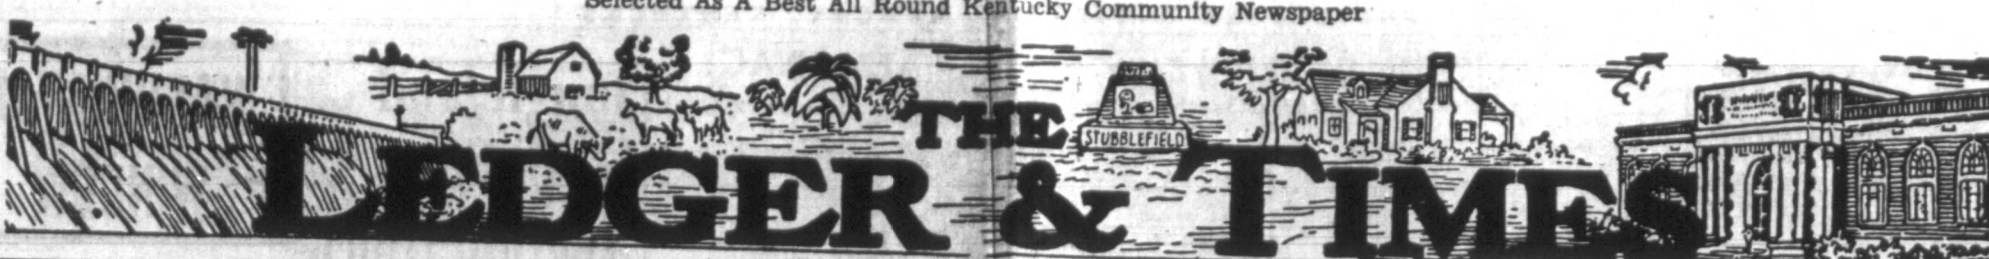 Selected As A Best All Round Kentucky Community Newspaper
THE
STUBBLEFIELD
LEDGER & TIMES